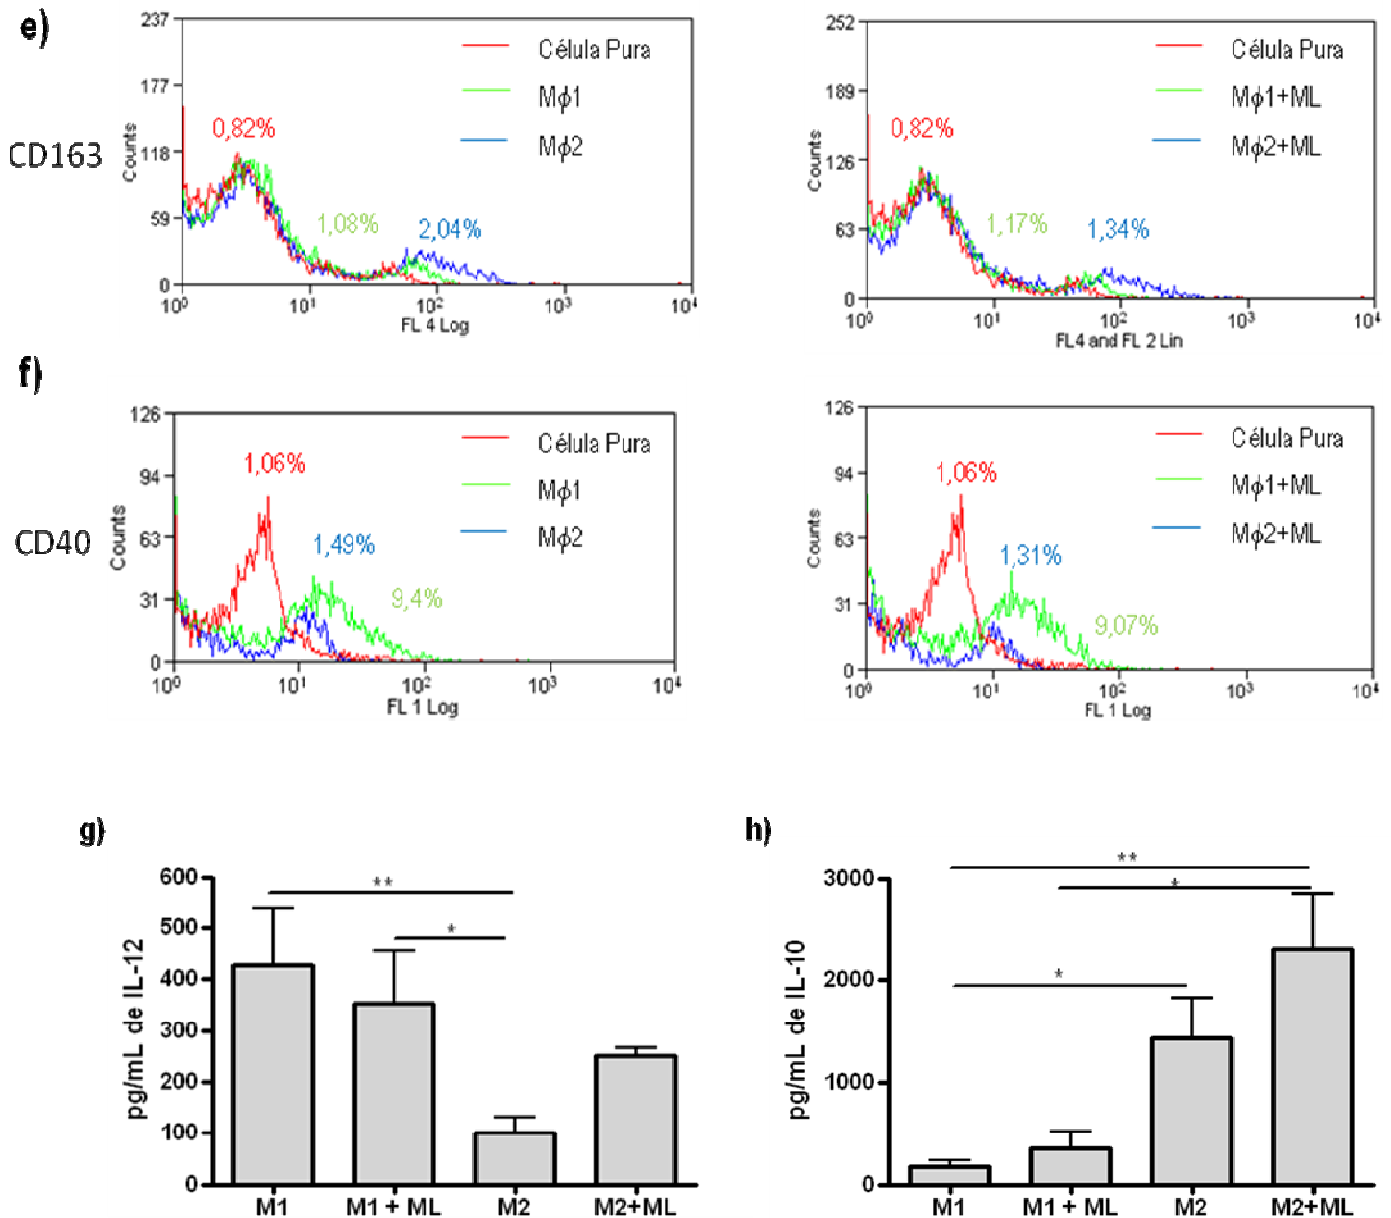 e)
CD163
237
177
118
59
0
Counts
Célula Pura
Mϕ1
Mϕ2
0,82%
1,08%
2,04%
10⁰ 10¹ 10² 10³ 10⁴
FL 4 Log
252
189
126
63
0
Counts
Célula Pura
Mϕ1+ML
Mϕ2+ML
0,82%
1,17%
1,34%
10⁰ 10¹ 10² 10³ 10⁴
FL4 and FL 2 Lin
f)
CD40
126
94
63
31
0
Counts
Célula Pura
Mϕ1
Mϕ2
1,06%
1,49%
9,4%
10⁰ 10¹ 10² 10³ 10⁴
FL 1 Log
126
94
63
31
0
Counts
Célula Pura
Mϕ1+ML
Mϕ2+ML
1,06%
1,31%
9,07%
10⁰ 10¹ 10² 10³ 10⁴
FL 1 Log
g)
600
500
400
300
200
100
0
pg/mL de IL-12
**
*
M1 M1 + ML M2 M2+ML
h)
3000
2000
1000
0
pg/mL de IL-10
**
*
*
M1 M1 + ML M2 M2+ML